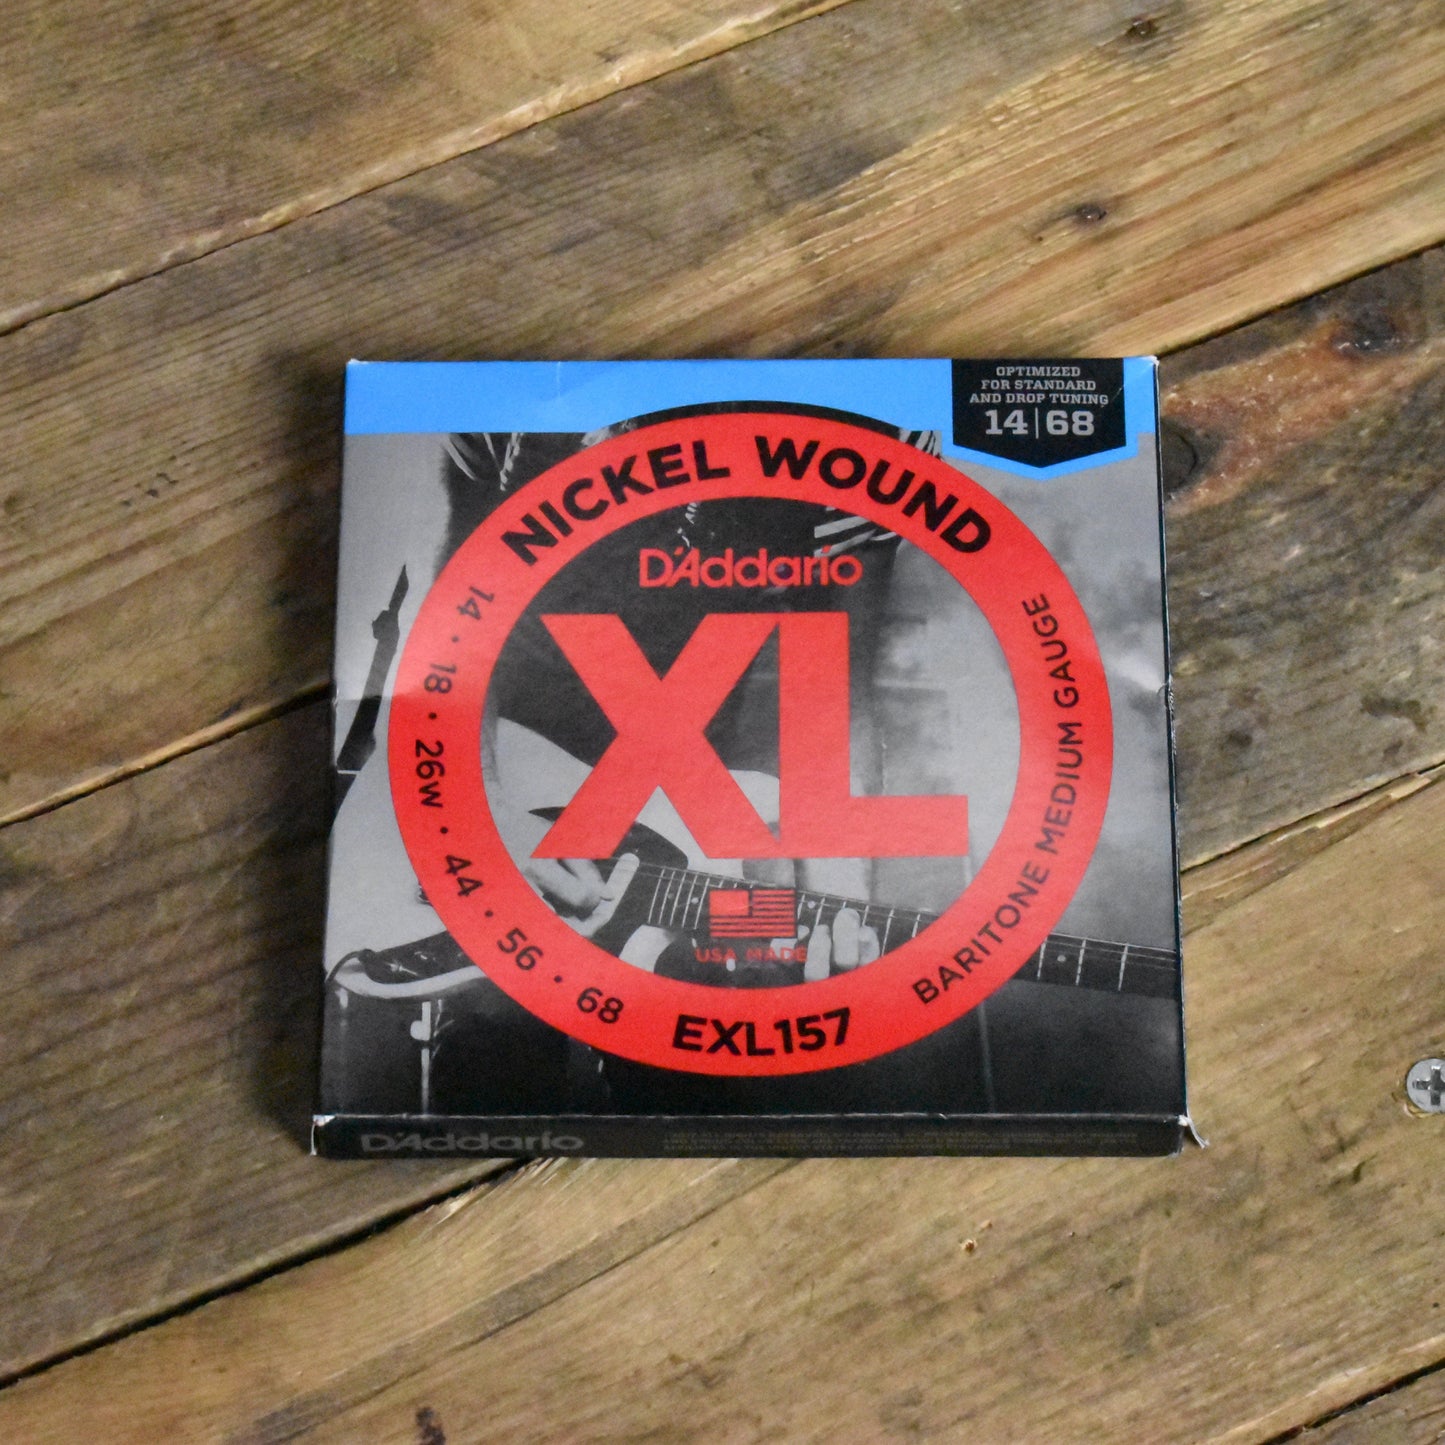 OPTIMIZED
FOR STANDARD
AND DROP TUNING
14|68
NICKEL WOUND
D'Addario
XL
USA MADE
14 · 18 · 26w · 44 · 56 · 68
EXL157
BARITONE MEDIUM GAUGE
D'Addario